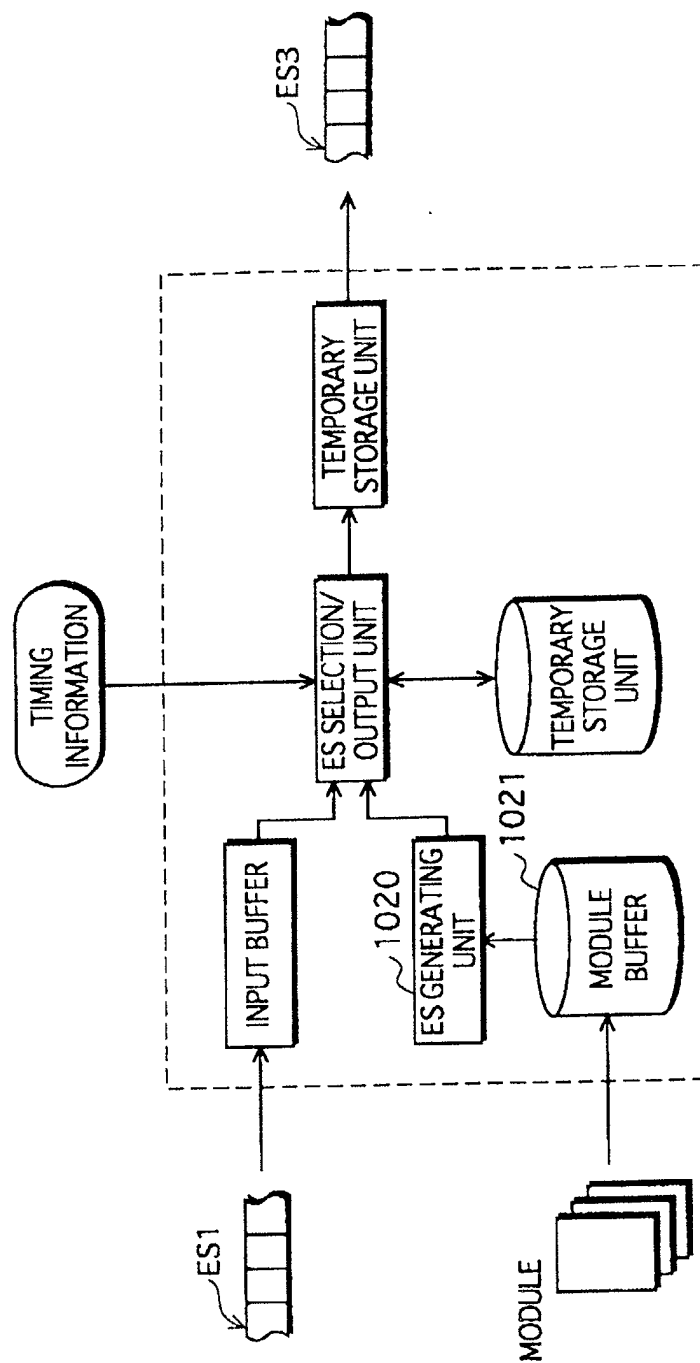 TIMING
INFORMATION
ES1
INPUT BUFFER
ES SELECTION/
OUTPUT UNIT
TEMPORARY
STORAGE UNIT
ES3
1020
ES GENERATING
UNIT
1021
MODULE
BUFFER
TEMPORARY
STORAGE
UNIT
MODULE